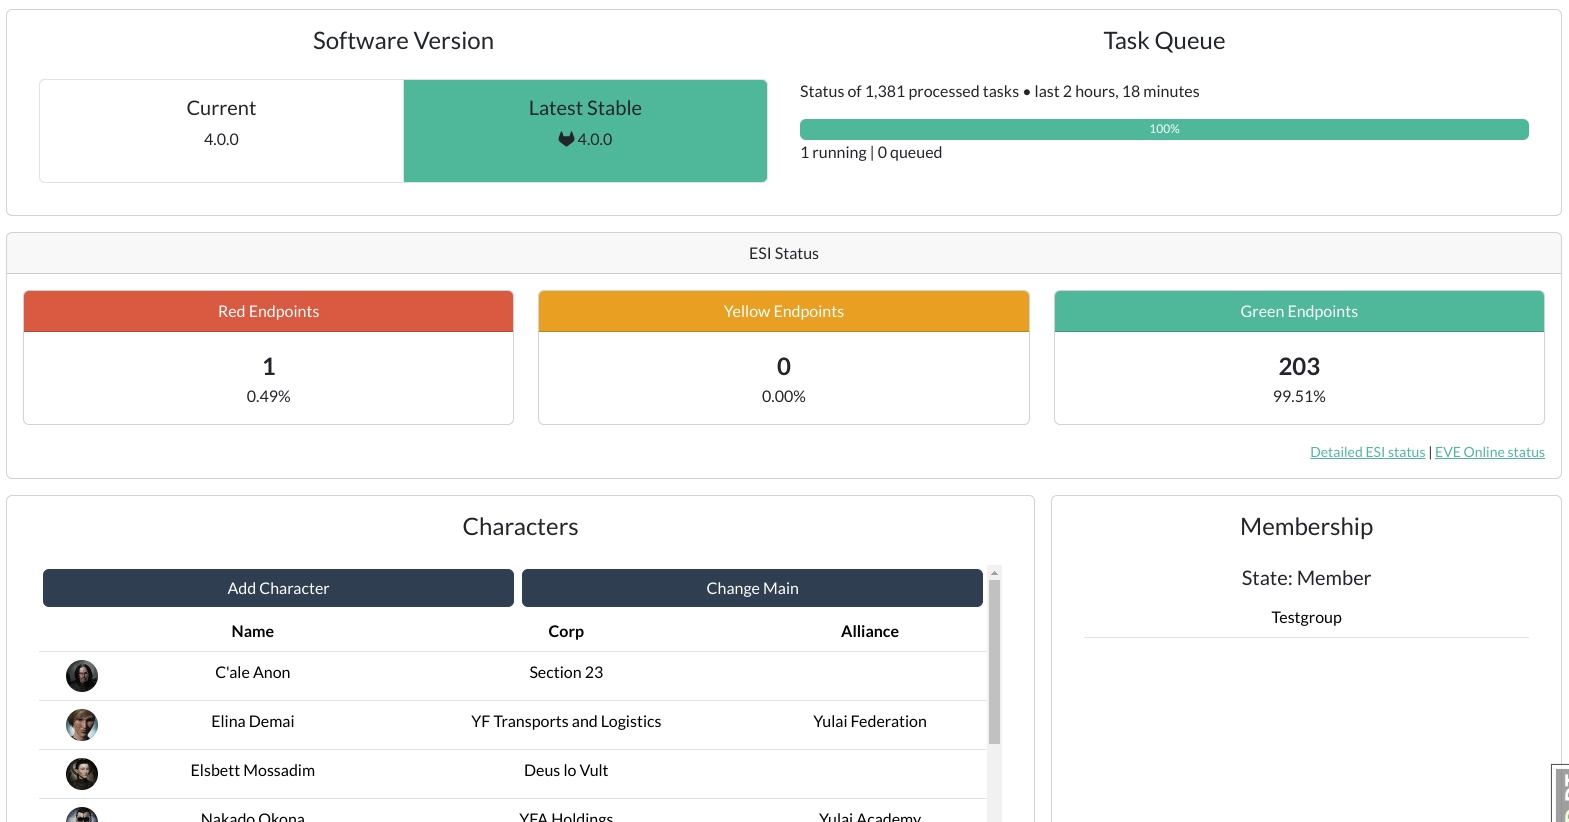 Software Version
Task Queue
Current
4.0.0
Latest Stable
4.0.0
Status of 1,381 processed tasks • last 2 hours, 18 minutes
100%
1 running | 0 queued
ESI Status
Red Endpoints
1
0.49%
Yellow Endpoints
0
0.00%
Green Endpoints
203
99.51%
Detailed ESI status | EVE Online status
Characters
Add Character
Change Main
Name Corp Alliance
C'ale Anon Section 23
Elina Demai YF Transports and Logistics Yulai Federation
Elsbett Mossadim Deus lo Vult
Nakado Okona YFA Holdings Yulai Academy
Membership
State: Member
Testgroup